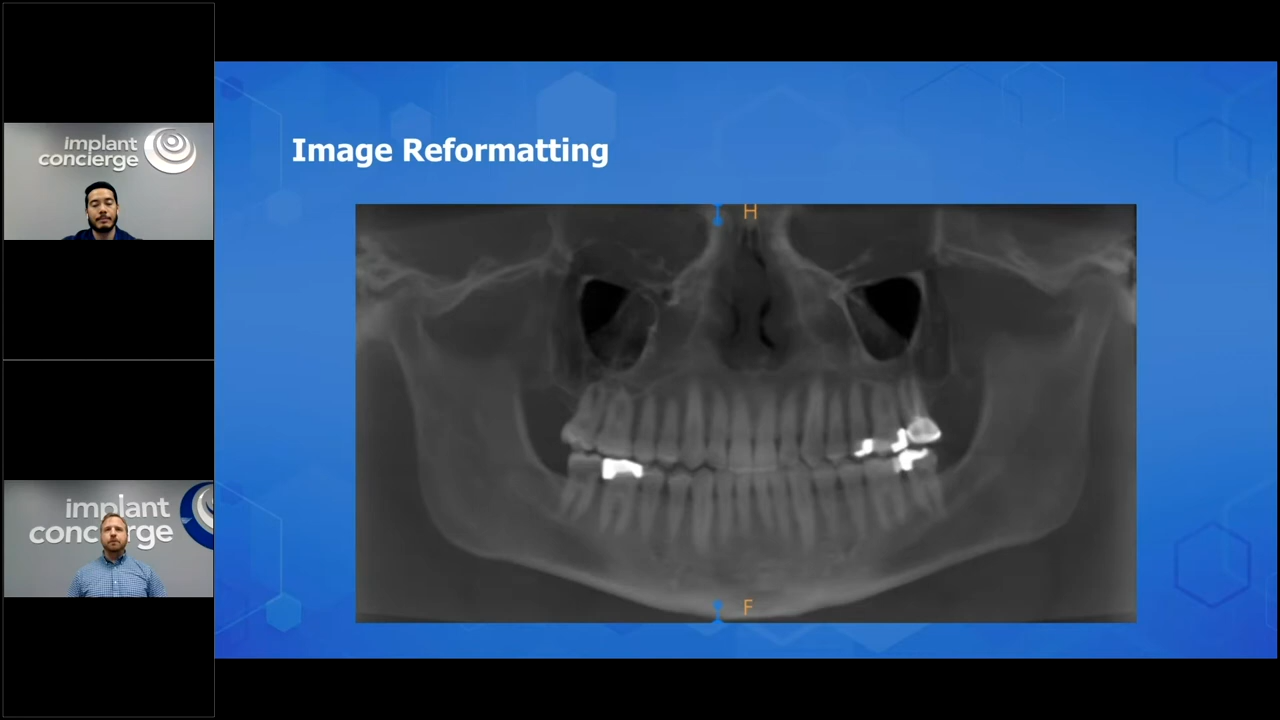 implant
concierge
implant
concierge
Image Reformatting
H
F